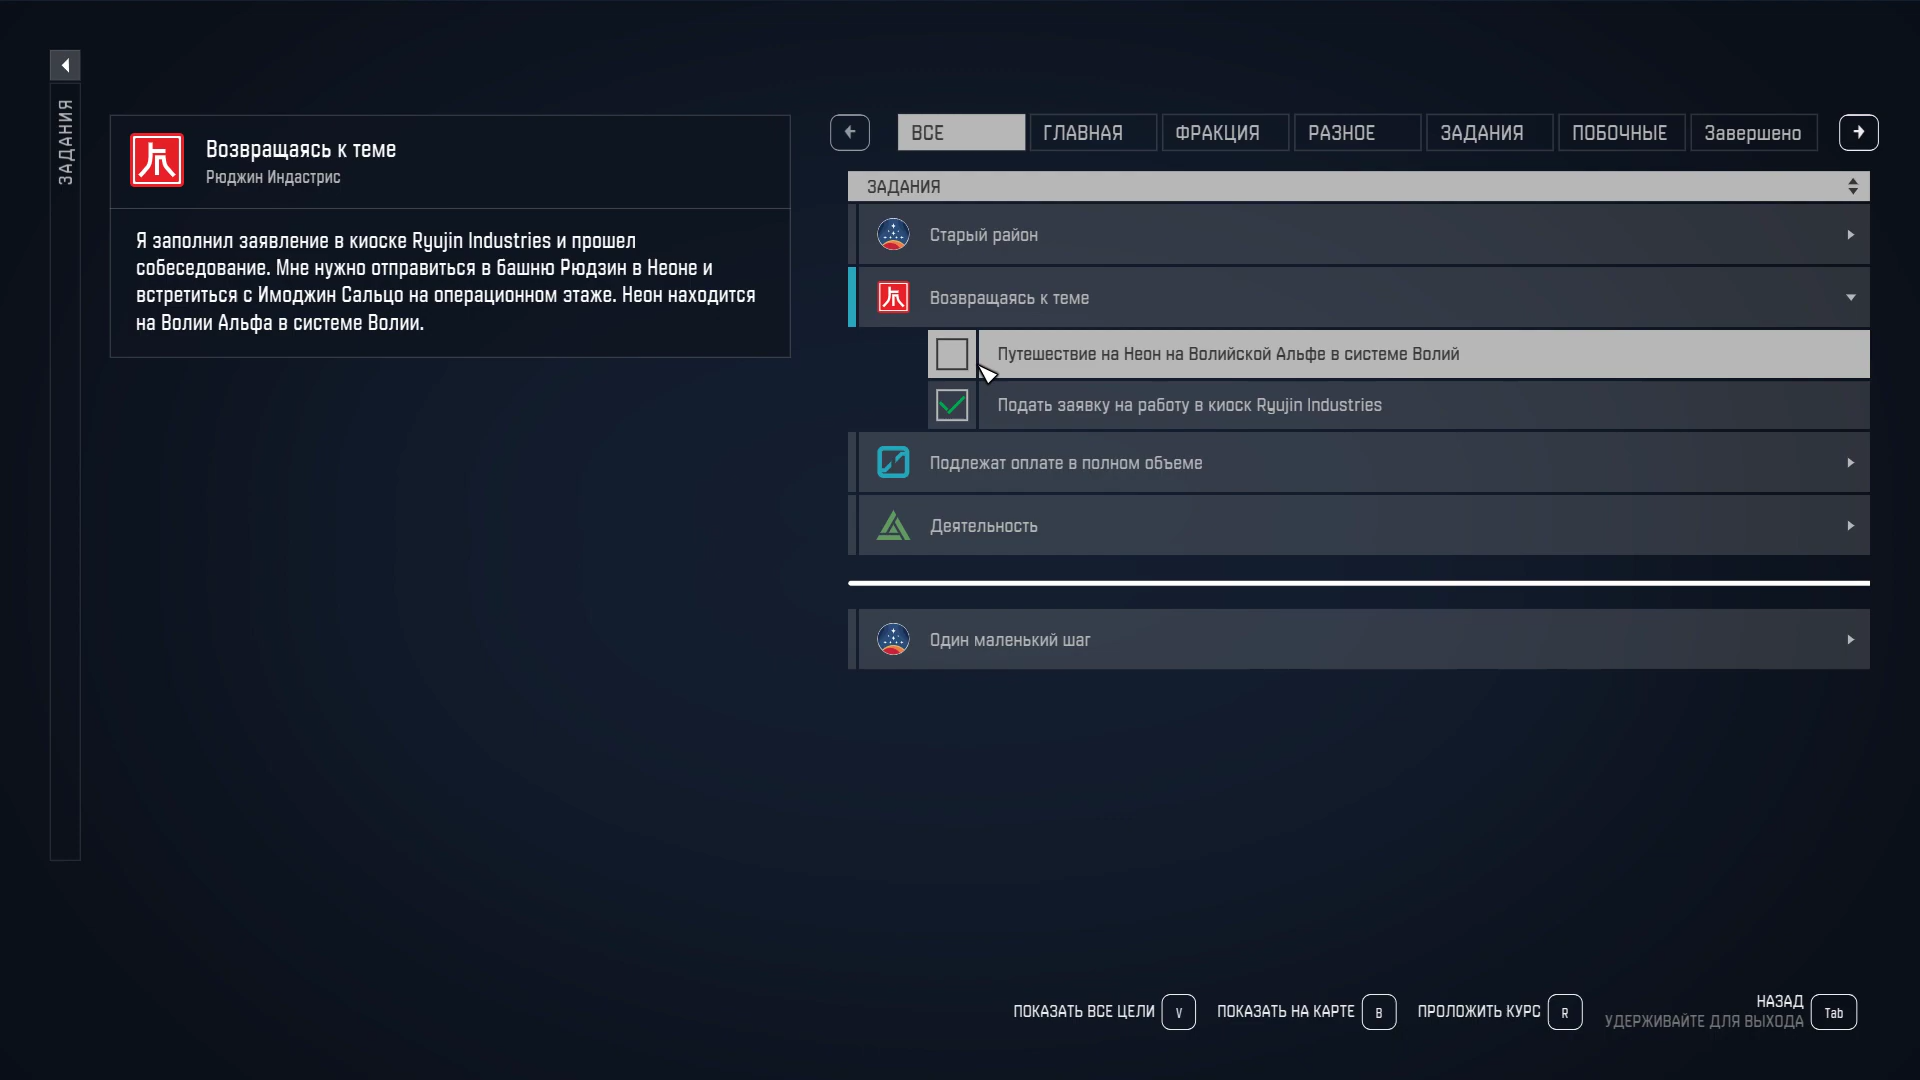 ЗАДАНИЯ
Возвращаясь к теме
Рюджин Индастрис
Я заполнил заявление в киоске Ryujin Industries и прошел
собеседование. Мне нужно отправиться в башню Рюдзин в Неоне и
встретиться с Имоджин Сальцо на операционном этаже. Неон находится
на Волии Альфа в системе Волии.
ВСЕ
ГЛАВНАЯ
ФРАКЦИЯ
РАЗНОЕ
ЗАДАНИЯ
ПОБОЧНЫЕ
Завершено
ЗАДАНИЯ
Старый район
Возвращаясь к теме
Путешествие на Неон на Волийской Альфе в системе Волий
Подать заявку на работу в киоск Ryujin Industries
Подлежат оплате в полном объеме
Деятельность
Один маленький шаг
ПОКАЗАТЬ ВСЕ ЦЕЛИ V
ПОКАЗАТЬ НА КАРТЕ B
ПРОЛОЖИТЬ КУРС R
НАЗАД
УДЕРЖИВАЙТЕ ДЛЯ ВЫХОДА Tab